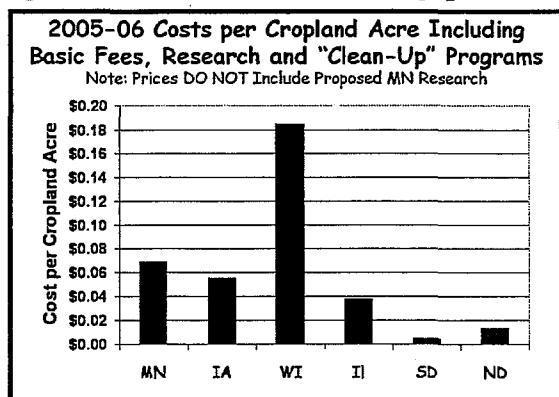 2005-06 Costs per Cropland Acre Including
Basic Fees, Research and “Clean-Up” Programs
Note: Prices DO NOT Include Proposed MN Research
Cost per Cropland Acre
$0.20
$0.18
$0.16
$0.14
$0.12
$0.10
$0.08
$0.06
$0.04
$0.02
$0.00
MN IA WI Il SD ND